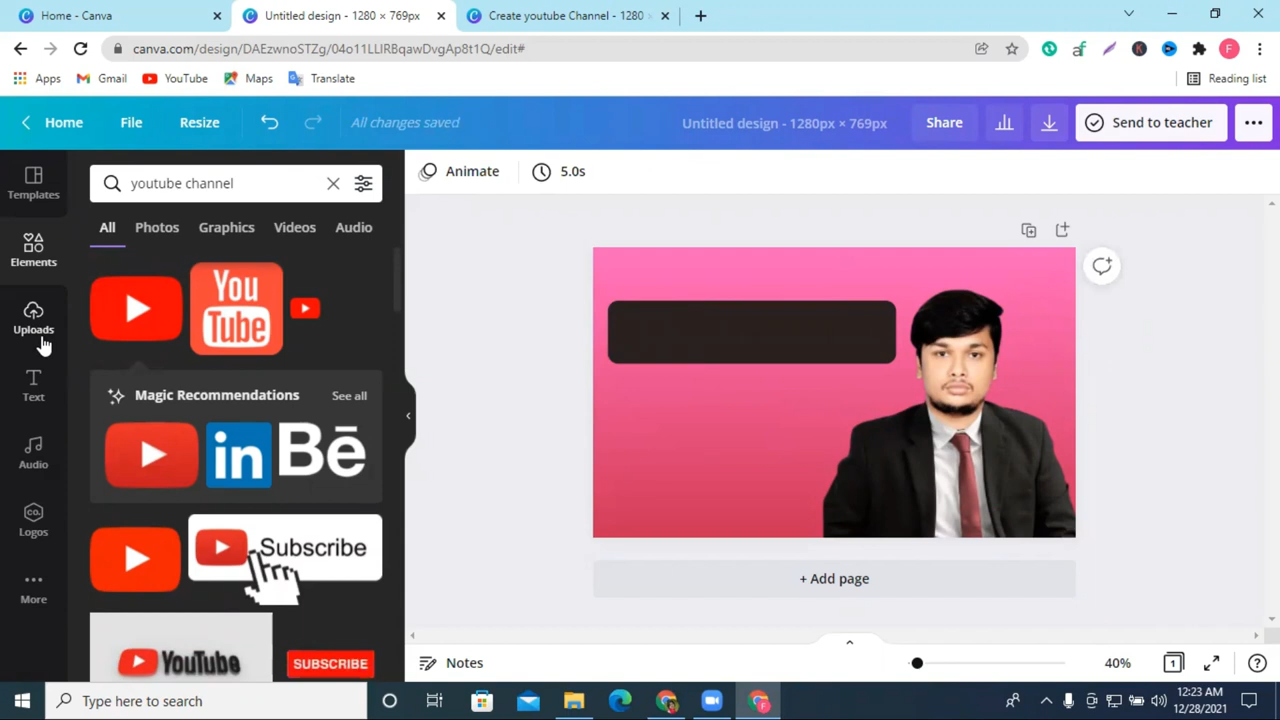 Home - Canva
Untitled design - 1280 × 769px
Create youtube Channel - 1280 ×
canva.com/design/DAEzwnoSTZg/04o11LLIRBqawDvgAp8t1Q/edit#
F
Apps
Gmail
YouTube
Maps
Translate
Reading list
Home
File
Resize
All changes saved
Untitled design - 1280px × 769px
Share
Send to teacher
Templates
Elements
Uploads
Text
Audio
CO.
Logos
More
youtube channel
All
Photos
Graphics
Videos
Audio
You
Tube
Magic Recommendations
See all
in
Bē
Subscribe
YouTube
SUBSCRIBE
Animate
5.0s
+ Add page
Notes
40%
1
Type here to search
12:23 AM
12/28/2021